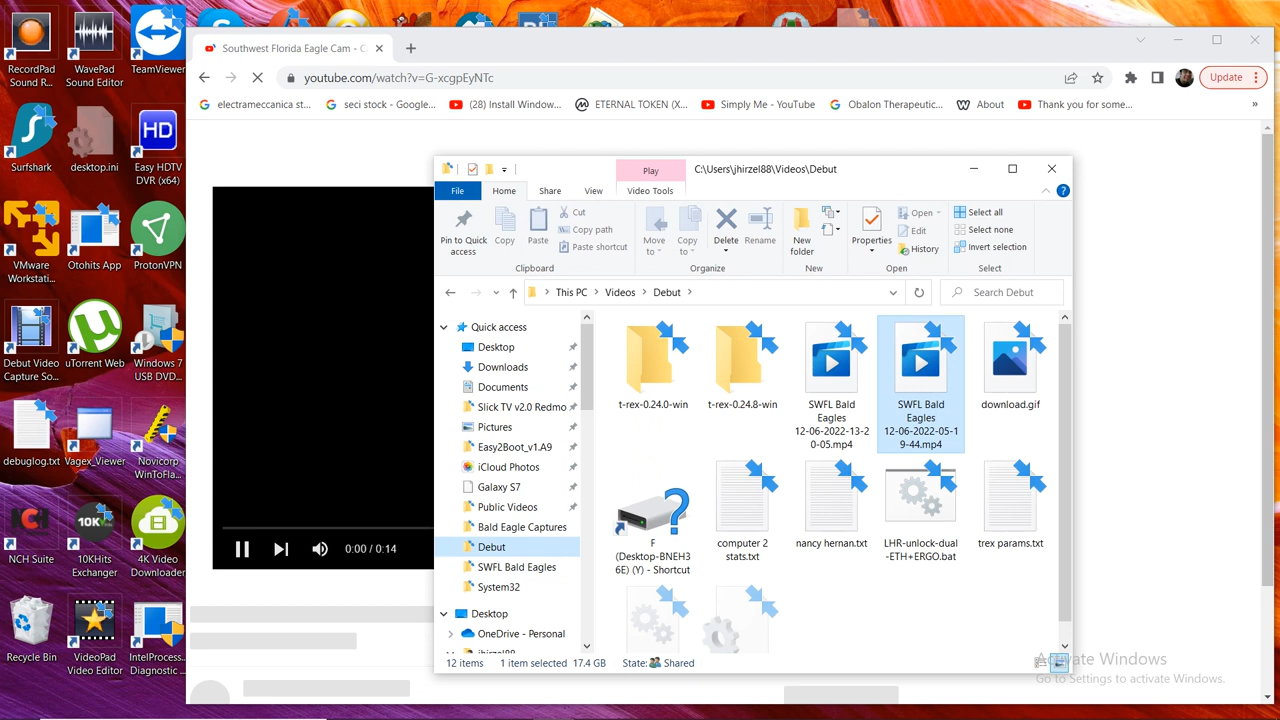 RecordPad
Sound R...
WavePad
Sound Editor
TeamViewer
Surfshark
desktop.ini
HD
Easy HDTV
DVR (x64)
VMware
Workstati...
Otohits App
ProtonVPN
Debut Video
Capture So...
uTorrent Web
Windows 7
USB DVD...
debuglog.txt
Vagex_Viewer
Novicorp
WinToFla...
NCH Suite
10K
10KHits
Exchanger
4K Video
Downloader
Recycle Bin
VideoPad
Video Editor
IntelProcess...
Diagnostic ...
Southwest Florida Eagle Cam - C
youtube.com/watch?v=G-xcgpEyNTc
Update
electrameccanica st...
seci stock - Google...
(28) Install Window...
ETERNAL TOKEN (X...
Simply Me - YouTube
Obalon Therapeutic...
About
Thank you for some...
»
0:00 / 0:14
Play
C:\Users\jhirzel88\Videos\Debut
File
Home
Share
View
Video Tools
Pin to Quick
access
Copy
Paste
Cut
Copy path
Paste shortcut
Clipboard
Move
to
Copy
to
Delete
Rename
Organize
New
folder
New
Properties
Open
Edit
History
Open
Select all
Select none
Invert selection
Select
This PC
Videos
Debut
Search Debut
Quick access
Desktop
Downloads
Documents
Slick TV v2.0 Redmo
Pictures
Easy2Boot_v1.A9
iCloud Photos
Galaxy S7
Public Videos
Bald Eagle Captures
Debut
SWFL Bald Eagles
System32
Desktop
OneDrive - Personal
jhirzel88
t-rex-0.24.0-win
t-rex-0.24.8-win
SWFL Bald
Eagles
12-06-2022-13-2
0-05.mp4
SWFL Bald
Eagles
12-06-2022-05-1
9-44.mp4
download.gif
F
(Desktop-BNEH3
6E) (Y) - Shortcut
computer 2
stats.txt
nancy hernan.txt
LHR-unlock-dual
-ETH+ERGO.bat
trex params.txt
12 items
1 item selected
17.4 GB
State:
Shared
Activate Windows
Go to Settings to activate Windows.